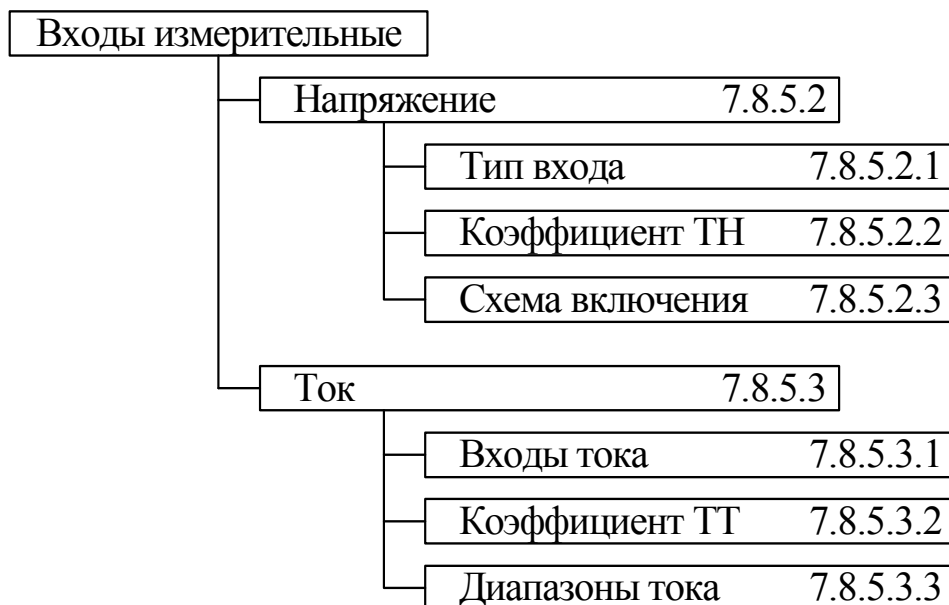 Входы измерительные
Напряжение 7.8.5.2
Тип входа 7.8.5.2.1
Коэффициент ТН 7.8.5.2.2
Схема включения 7.8.5.2.3
Ток 7.8.5.3
Входы тока 7.8.5.3.1
Коэффициент ТТ 7.8.5.3.2
Диапазоны тока 7.8.5.3.3